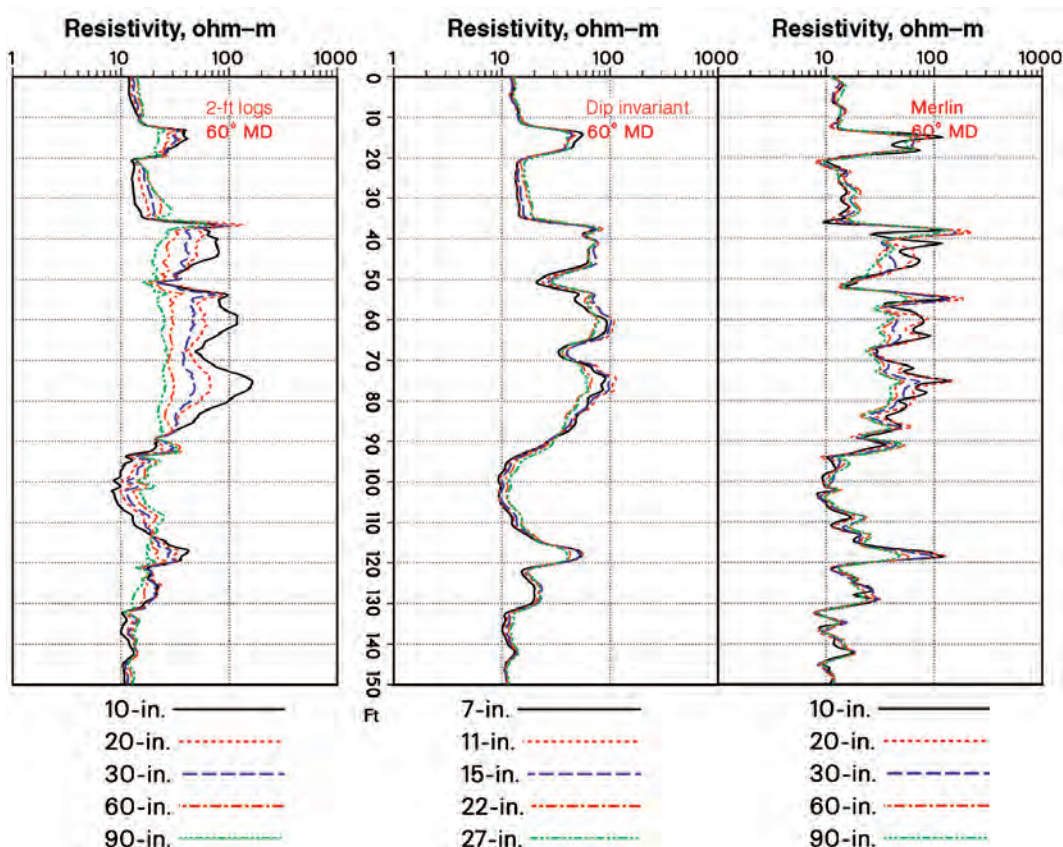 Resistivity, ohm–m
1 10 100 1000
2-ft logs
60° MD
Resistivity, ohm–m
1 10 100 1000
Dip invariant
60° MD
Resistivity, ohm–m
1 10 100 1000
Merlin
60° MD
0
10
20
30
40
50
60
70
80
90
100
110
120
130
140
150
Ft
10-in.
20-in.
30-in.
60-in.
90-in.
7-in.
11-in.
15-in.
22-in.
27-in.
10-in.
20-in.
30-in.
60-in.
90-in.